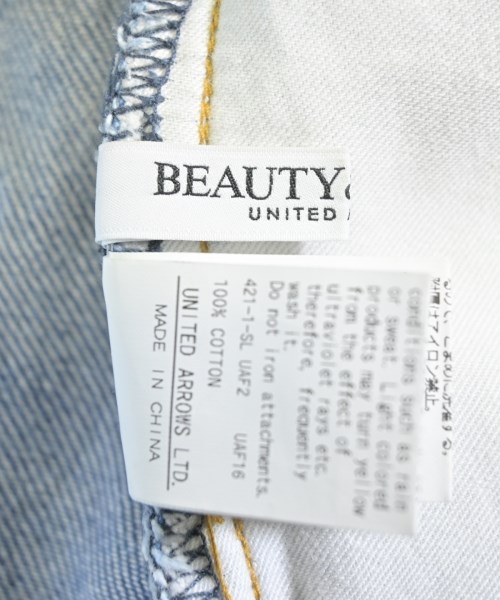 BEAUTY&
UNITED A
conditions such as rain
or sweat. Light colored
products may turn yellow
from the effect of
ultraviolet rays etc.
therefore, frequently
wash it.
Do not iron attachments.
421-1-SL UAF2 UAF16
100% COTTON
UNITED ARROWS LTD.
MADE IN CHINA